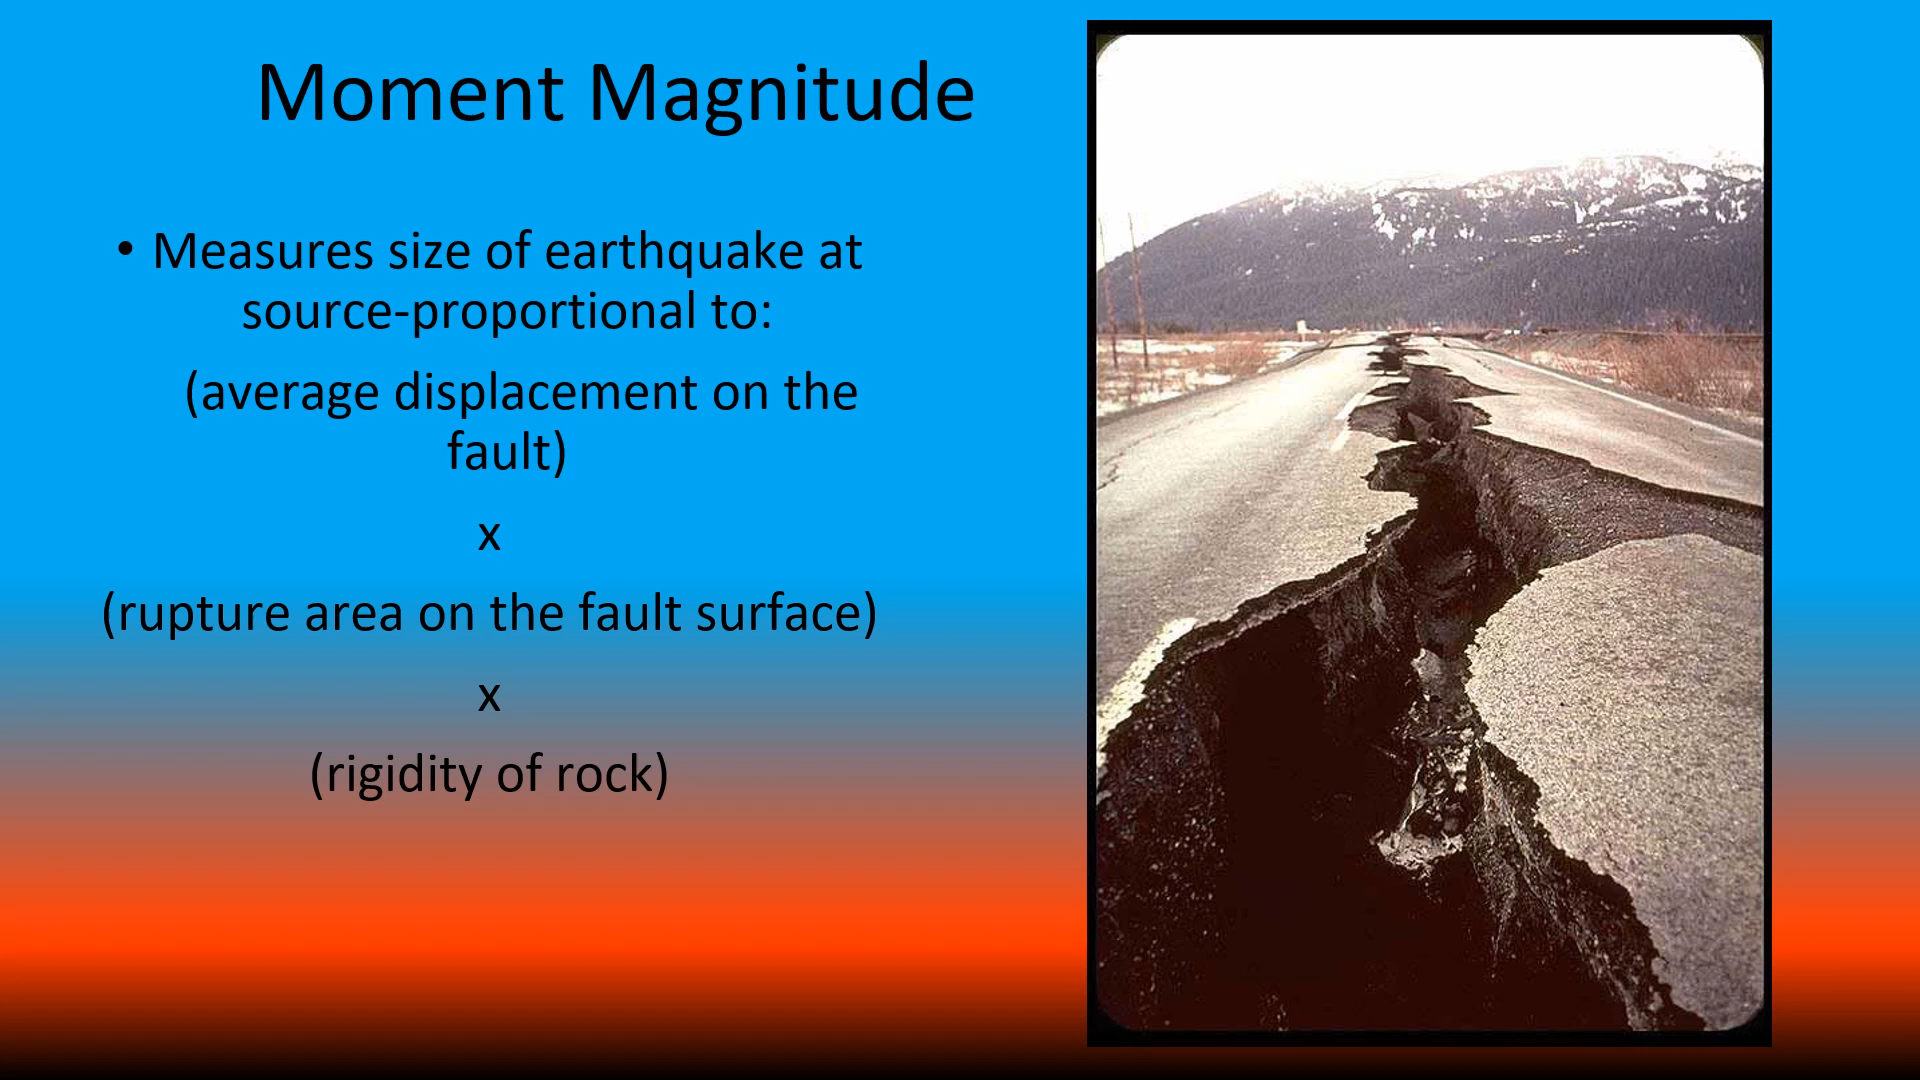 Moment Magnitude
• Measures size of earthquake at
source-proportional to:
(average displacement on the
fault)
x
(rupture area on the fault surface)
x
(rigidity of rock)